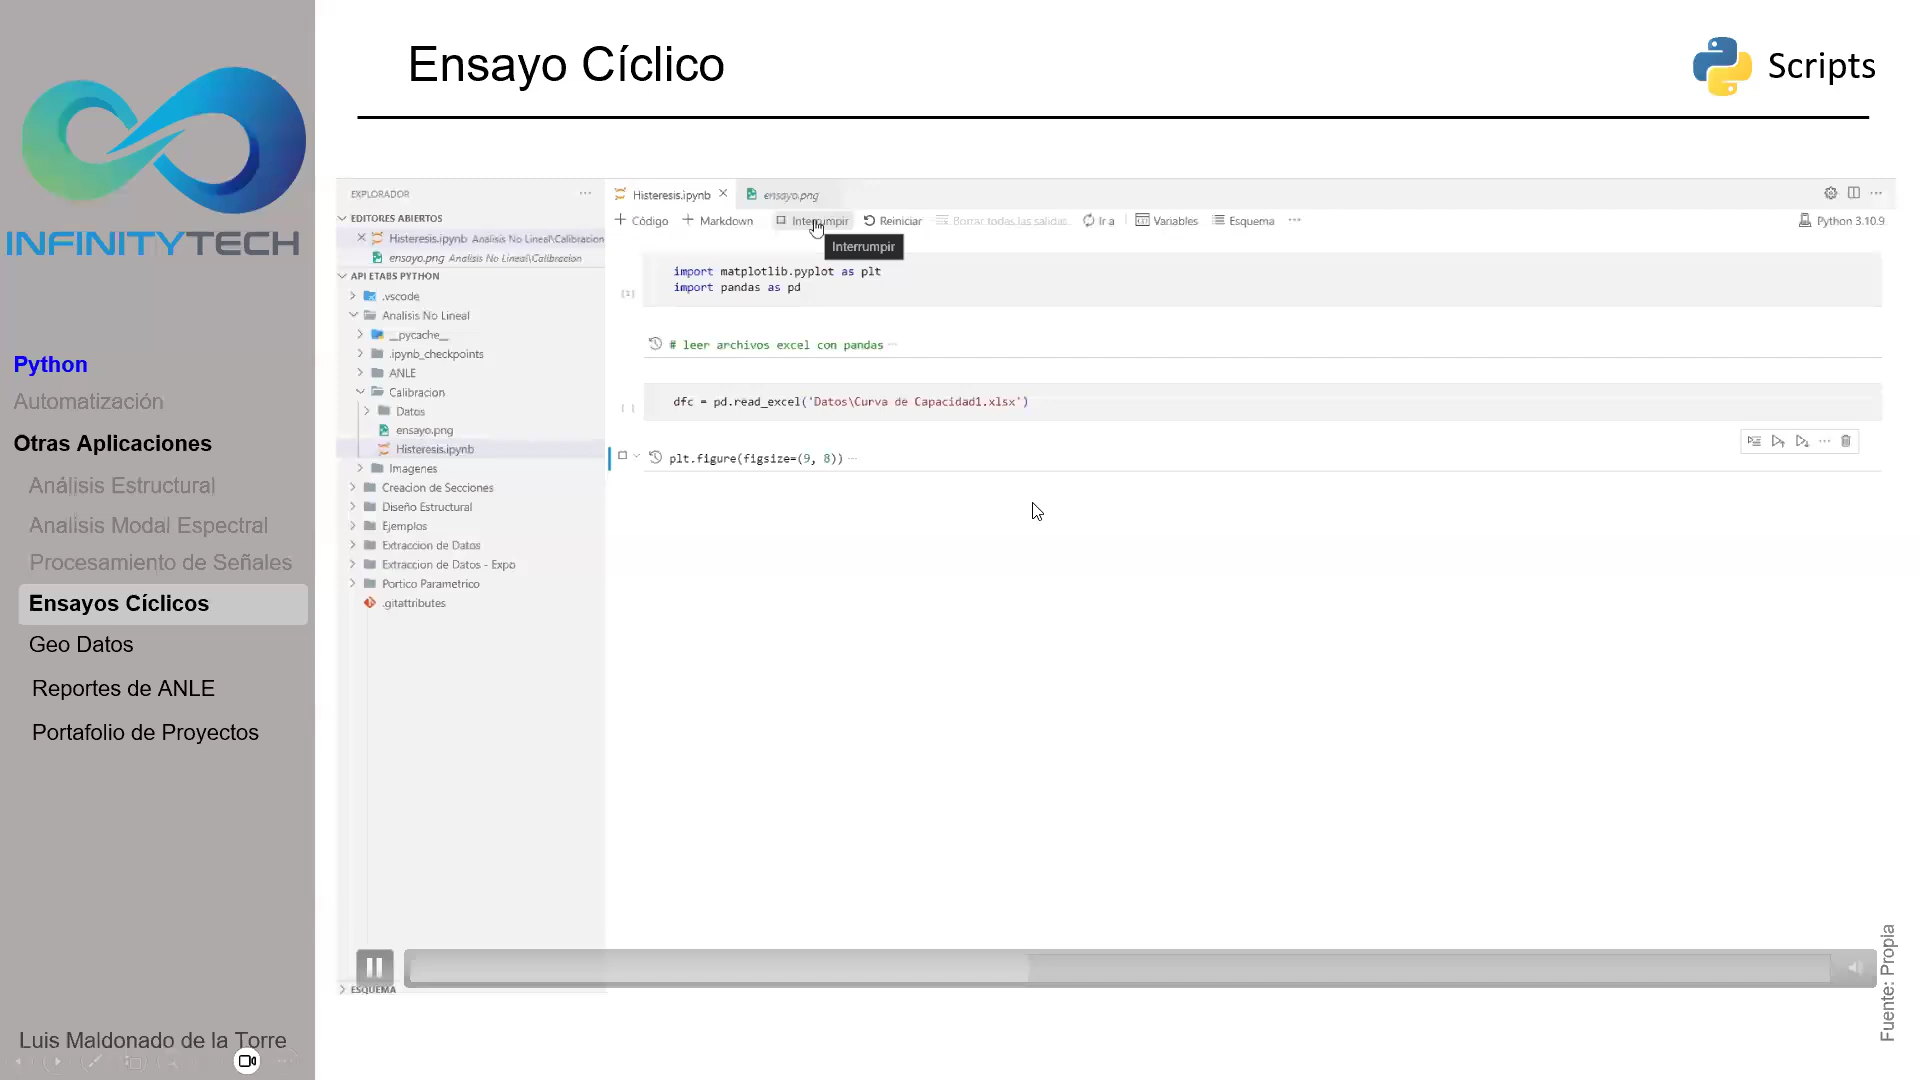 INFINITYTECH
Python
Automatización
Otras Aplicaciones
Análisis Estructural
Analisis Modal Espectral
Procesamiento de Señales
Ensayos Cíclicos
Geo Datos
Reportes de ANLE
Portafolio de Proyectos
Luis Maldonado de la Torre
Ensayo Cíclico
Scripts
EXPLORADOR
EDITORES ABIERTOS
Histeresis.ipynb Analisis No Lineal\Calibracion
ensayo.png Analisis No Lineal\Calibracion
API ETABS PYTHON
.vscode
Analisis No Lineal
__pycache__
.ipynb_checkpoints
ANLE
Calibracion
Datos
ensayo.png
Histeresis.ipynb
Imagenes
Creacion de Secciones
Diseño Estructural
Ejemplos
Extraccion de Datos
Extraccion de Datos - Expo
Portico Parametrico
.gitattributes
ESQUEMA
Histeresis.ipynb ensayo.png
Código Markdown Interrumpir Reiniciar Borrar todas las salidas Ir a Variables Esquema ··· Python 3.10.9
Interrumpir
import matplotlib.pyplot as plt
import pandas as pd
[1]
# leer archivos excel con pandas ···
dfc = pd.read_excel('Datos\Curva de Capacidad1.xlsx')
[ ]
plt.figure(figsize=(9, 8)) ···
Fuente: Propia